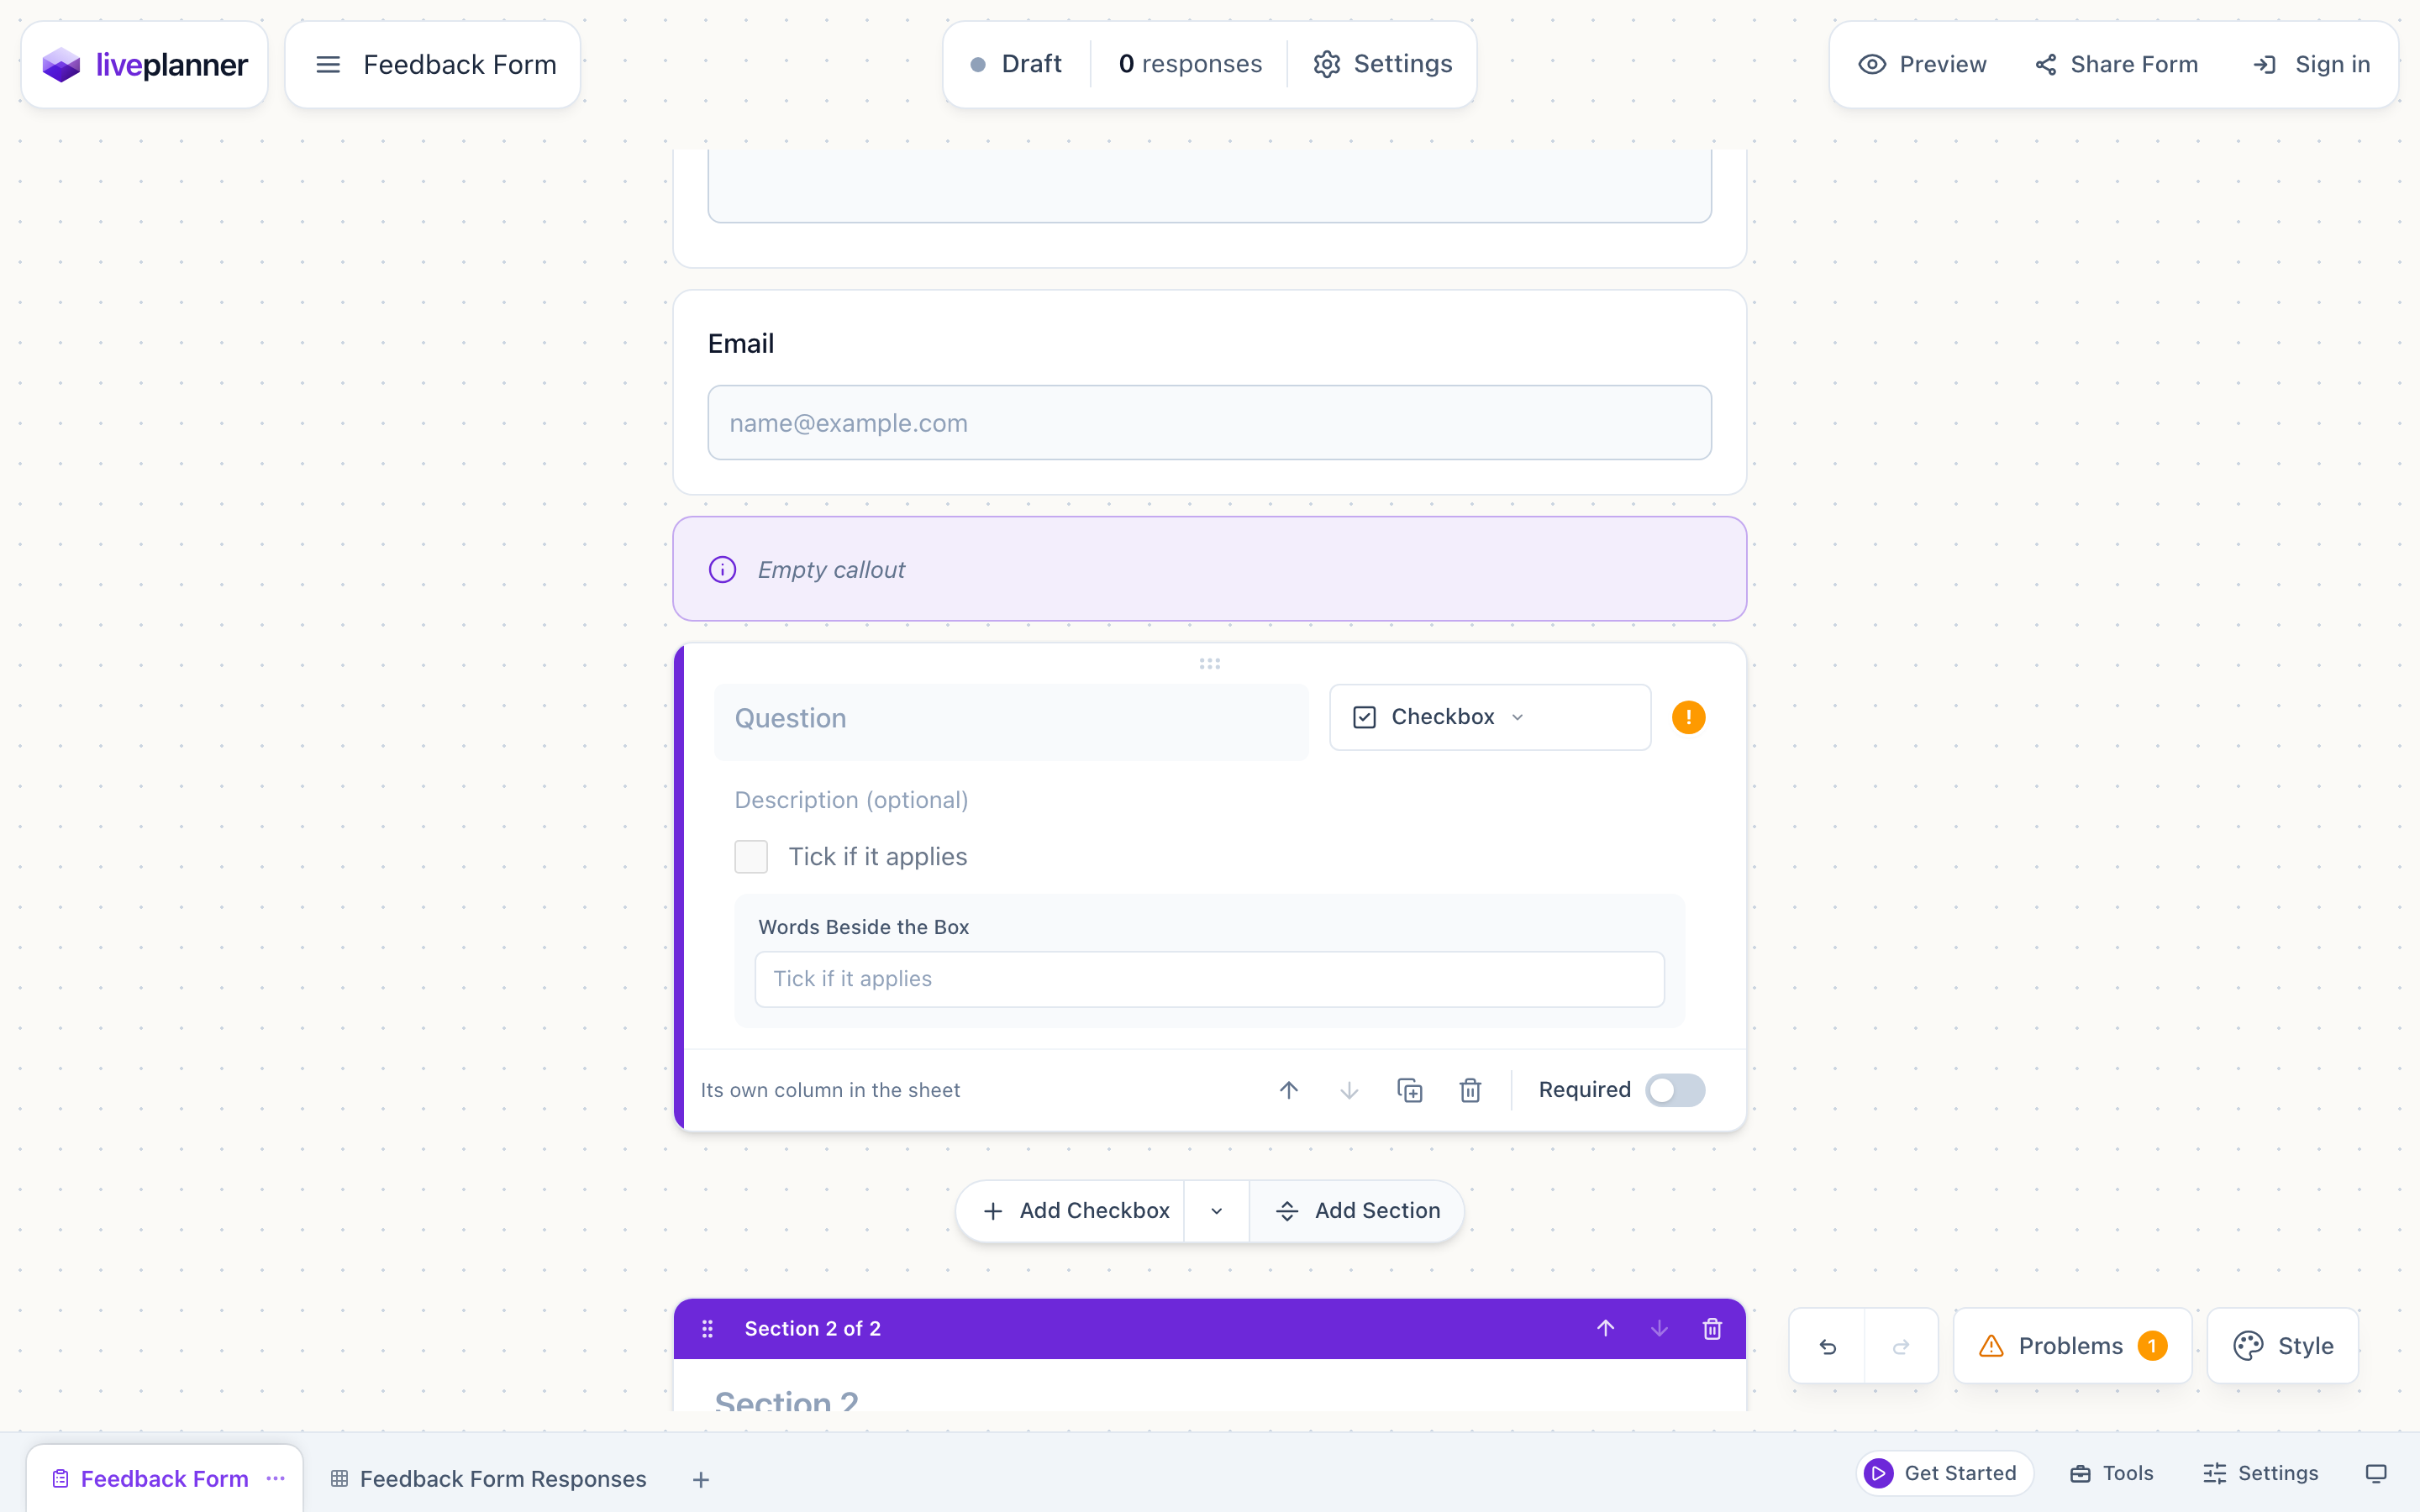 liveplanner
Feedback Form
Draft
0 responses
Settings
Preview
Share Form
Sign in
Email
name@example.com
Empty callout
Question
Checkbox
Description (optional)
Tick if it applies
Words Beside the Box
Tick if it applies
Its own column in the sheet
Required
Add Checkbox
Add Section
Section 2 of 2
Section 2
Problems 1
Style
Feedback Form
Feedback Form Responses
Get Started
Tools
Settings